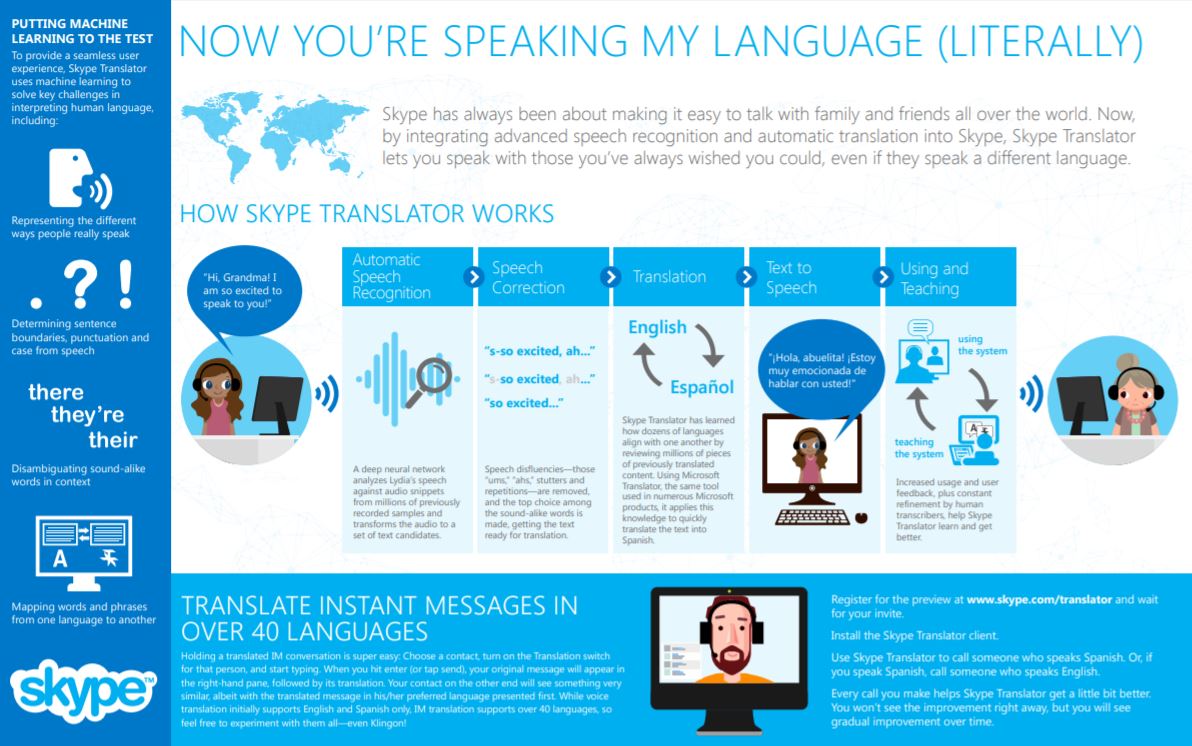 PUTTING MACHINE
LEARNING TO THE TEST
To provide a seamless user
experience, Skype Translator
uses machine learning to
solve key challenges in
interpreting human language,
including:
Representing the different
ways people really speak
. ? !
Determining sentence
boundaries, punctuation and
case from speech
there
they're
their
Disambiguating sound-alike
words in context
A
Mapping words and phrases
from one language to another
skype™
NOW YOU'RE SPEAKING MY LANGUAGE (LITERALLY)
Skype has always been about making it easy to talk with family and friends all over the world. Now,
by integrating advanced speech recognition and automatic translation into Skype, Skype Translator
lets you speak with those you've always wished you could, even if they speak a different language.
HOW SKYPE TRANSLATOR WORKS
"Hi, Grandma! I
am so excited to
speak to you!"
Automatic
Speech
Recognition
A deep neural network
analyzes Lydia's speech
against audio snippets
from millions of previously
recorded samples and
transforms the audio to a
set of text candidates.
Speech
Correction
"s-so excited, ah..."
"s-so excited, ah..."
"so excited..."
Speech disfluencies—those
"ums," "ahs," stutters and
repetitions—are removed,
and the top choice among
the sound-alike words is
made, getting the text
ready for translation.
Translation
English
Español
Skype Translator has learned
how dozens of languages
align with one another by
reviewing millions of pieces
of previously translated
content. Using Microsoft
Translator, the same tool
used in numerous Microsoft
products, it applies this
knowledge to quickly
translate the text into
Spanish.
Text to
Speech
"¡Hola, abuelita! ¡Estoy
muy emocionada de
hablar con usted!"
Using and
Teaching
using
the system
teaching
the system
A
Increased usage and user
feedback, plus constant
refinement by human
transcribers, help Skype
Translator learn and get
better.
TRANSLATE INSTANT MESSAGES IN
OVER 40 LANGUAGES
Holding a translated IM conversation is super easy: Choose a contact, turn on the Translation switch
for that person, and start typing. When you hit enter (or tap send), your original message will appear in
the right-hand pane, followed by its translation. Your contact on the other end will see something very
similar, albeit with the translated message in his/her preferred language presented first. While voice
translation initially supports English and Spanish only, IM translation supports over 40 languages, so
feel free to experiment with them all—even Klingon!
Register for the preview at www.skype.com/translator and wait
for your invite.
Install the Skype Translator client.
Use Skype Translator to call someone who speaks Spanish. Or, if
you speak Spanish, call someone who speaks English.
Every call you make helps Skype Translator get a little bit better.
You won't see the improvement right away, but you will see
gradual improvement over time.